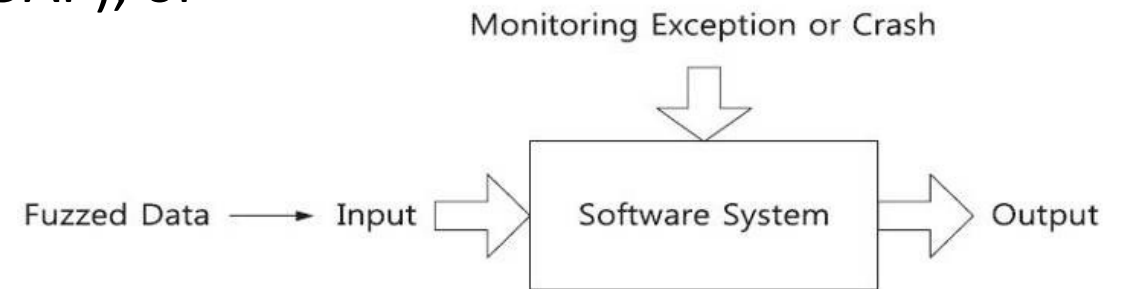 Monitoring Exception or Crash
Fuzzed Data
Input
Software System
Output